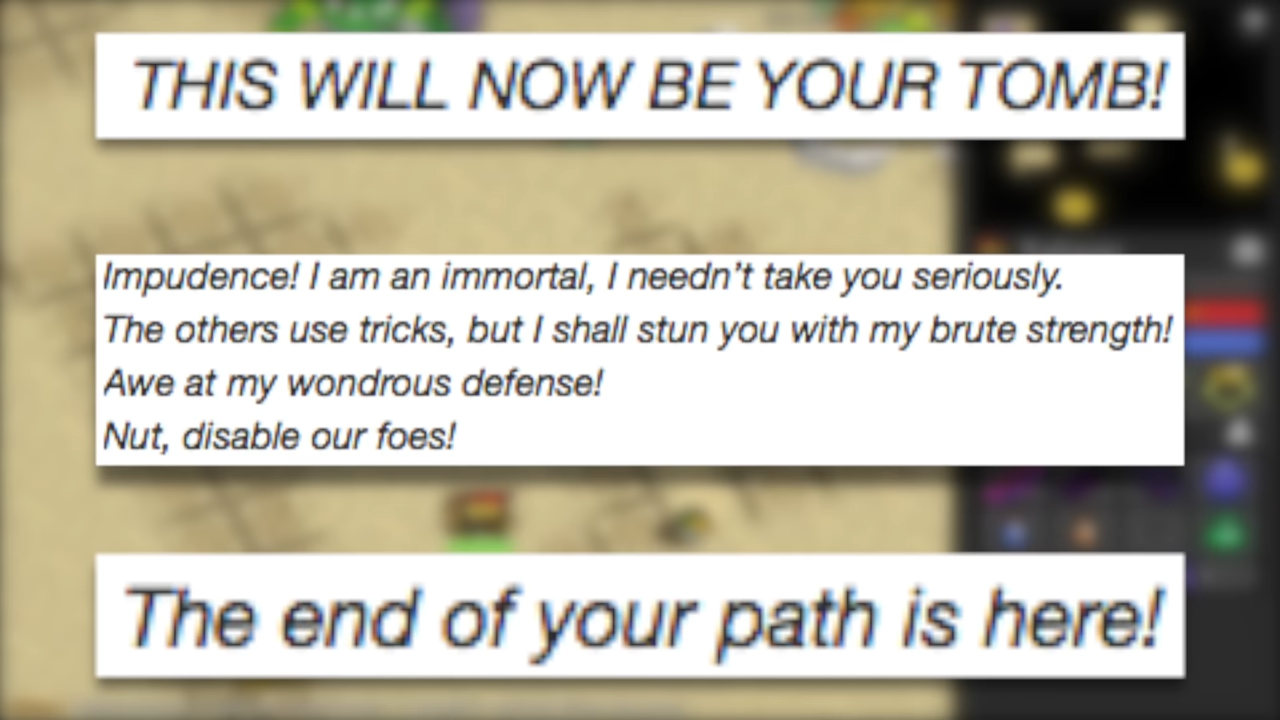 THIS WILL NOW BE YOUR TOMB!
Impudence! I am an immortal, I needn’t take you seriously.
The others use tricks, but I shall stun you with my brute strength!
Awe at my wondrous defense!
Nut, disable our foes!
The end of your path is here!